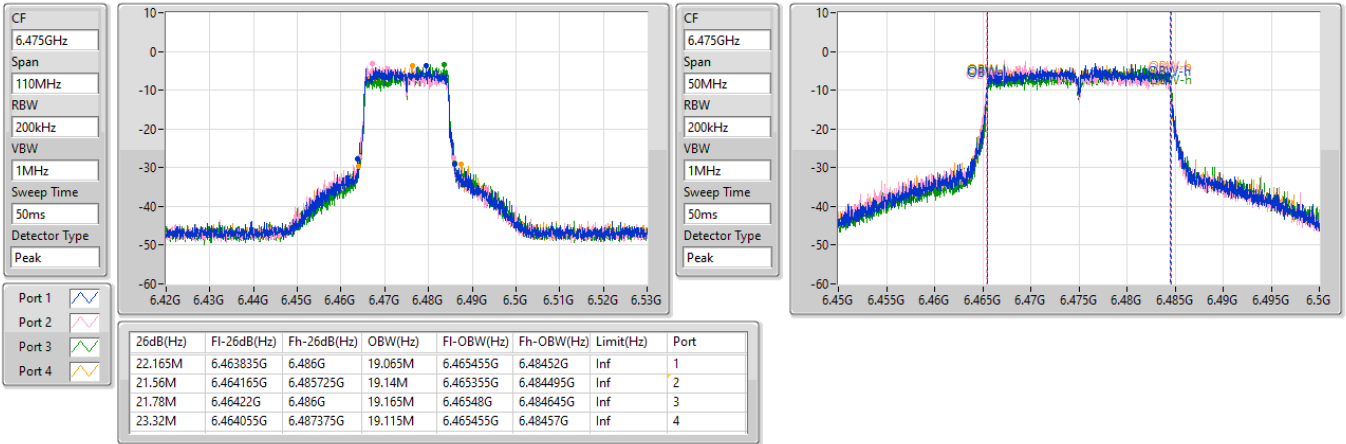 CF
6.475GHz
Span
110MHz
RBW
200kHz
VBW
1MHz
Sweep Time
50ms
Detector Type
Peak
10-
0-
-10-
-20-
-30-
-40-
-50-
-60-
6.42G 6.43G 6.44G 6.45G 6.46G 6.47G 6.48G 6.49G 6.5G 6.51G 6.52G 6.53G
CF
6.475GHz
Span
50MHz
RBW
200kHz
VBW
1MHz
Sweep Time
50ms
Detector Type
Peak
10-
0-
-10-
-20-
-30-
-40-
-50-
-60-
OBW-h
6.45G 6.455G 6.46G 6.465G 6.47G 6.475G 6.48G 6.485G 6.49G 6.495G 6.5G
Port 1
Port 2
Port 3
Port 4
26dB(Hz) Fl-26dB(Hz) Fh-26dB(Hz) OBW(Hz) Fl-OBW(Hz) Fh-OBW(Hz) Limit(Hz) Port
22.165M 6.463835G 6.486G 19.065M 6.465455G 6.48452G Inf 1
21.56M 6.464165G 6.485725G 19.14M 6.465355G 6.484495G Inf 2
21.78M 6.46422G 6.486G 19.165M 6.46548G 6.484645G Inf 3
23.32M 6.464055G 6.487375G 19.115M 6.465455G 6.48457G Inf 4